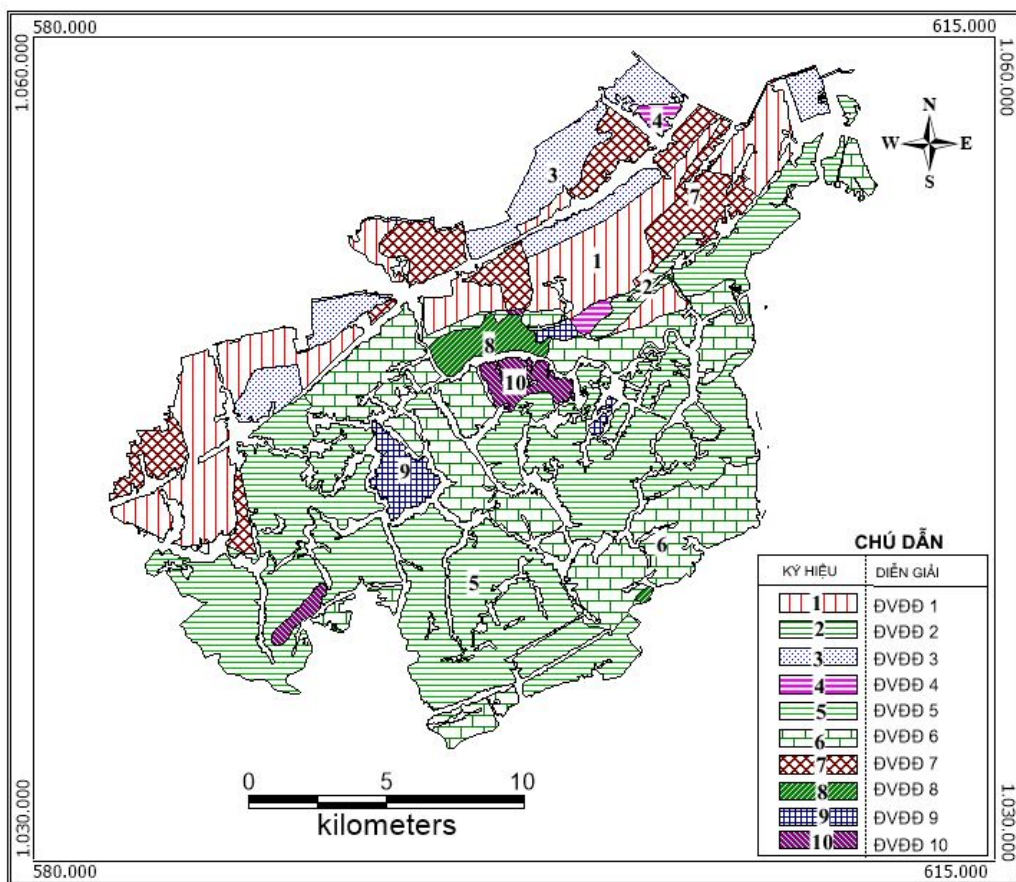 580.000 615.000
1.060.000 1.060.000
N
W E
S
4
3
7
1
2
8
10
9
6
5
CHÚ DẪN
KÝ HIỆU DIỄN GIẢI
1 ĐVĐĐ 1
2 ĐVĐĐ 2
3 ĐVĐĐ 3
4 ĐVĐĐ 4
5 ĐVĐĐ 5
6 ĐVĐĐ 6
7 ĐVĐĐ 7
8 ĐVĐĐ 8
9 ĐVĐĐ 9
10 ĐVĐĐ 10
0 5 10
kilometers
1.030.000 1.030.000
580.000 615.000